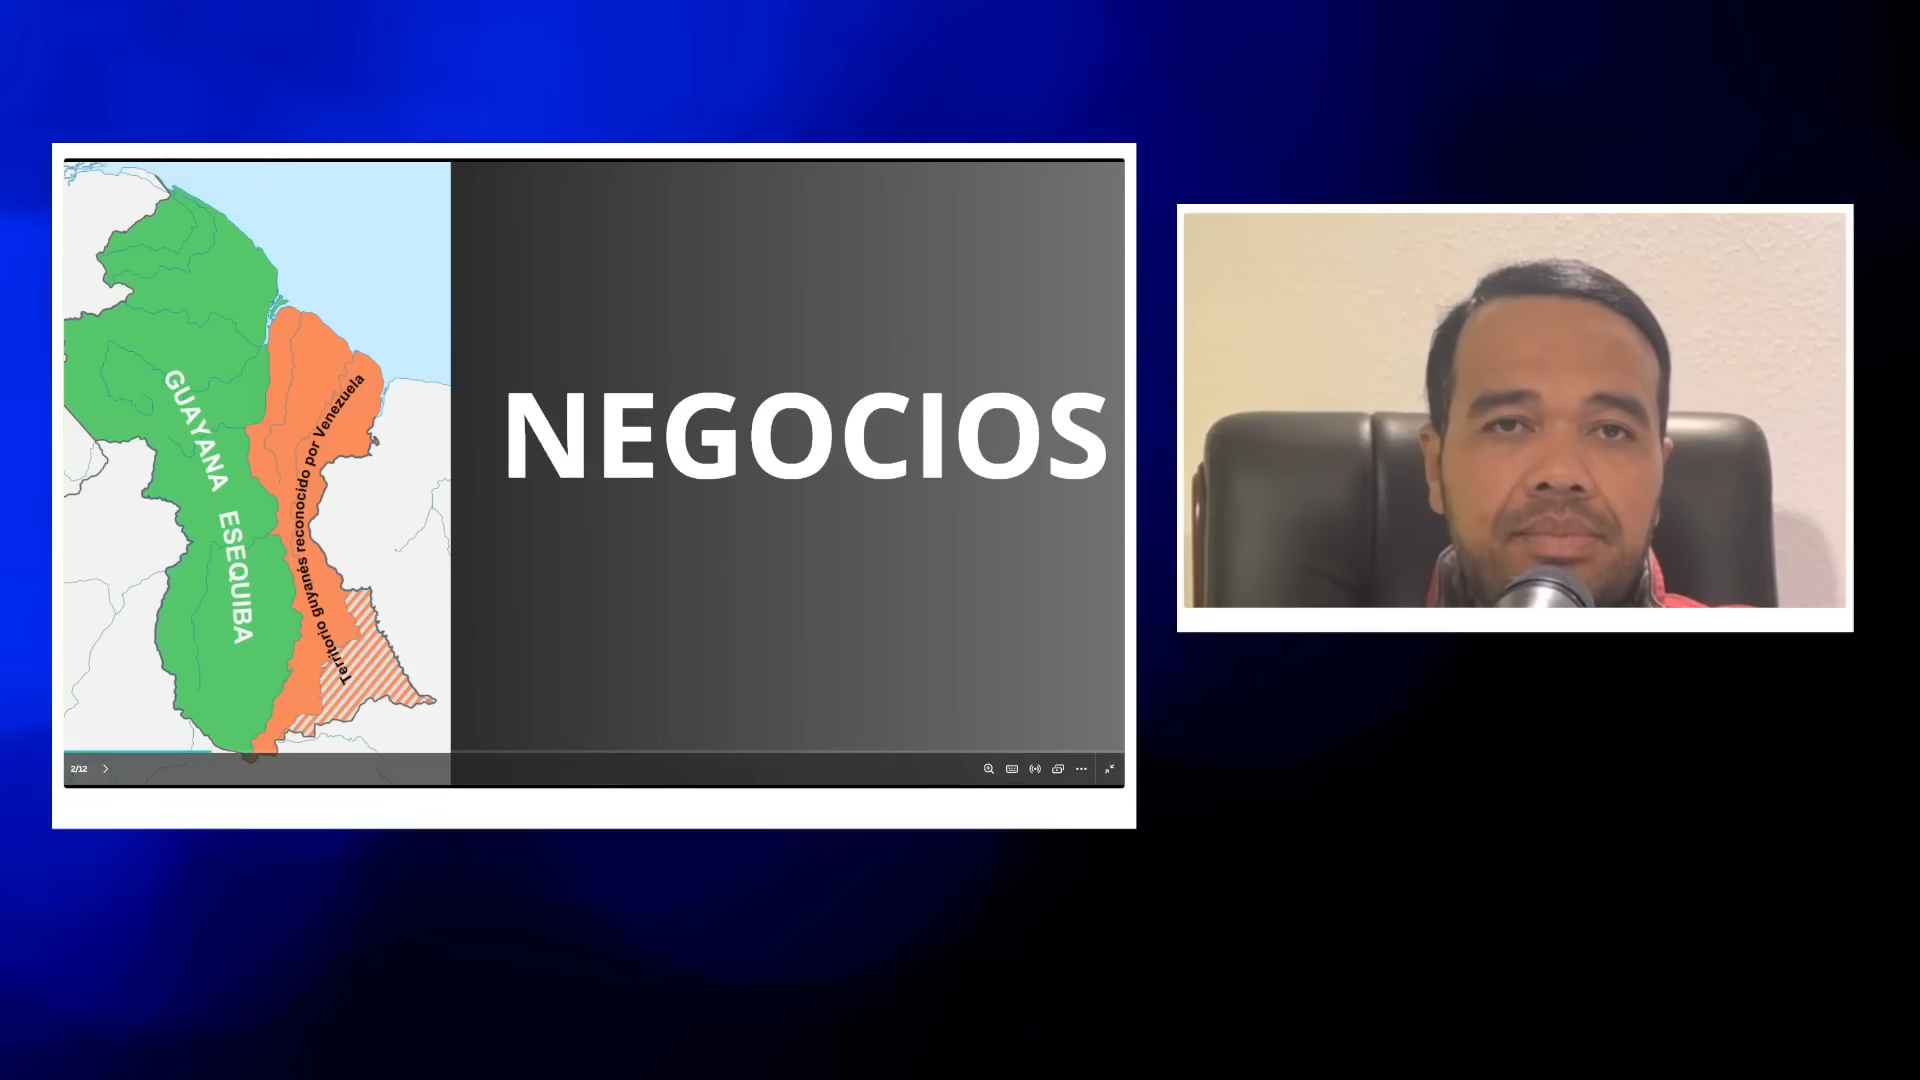 GUAYANA ESEQUIBA
Territorio guyanés reconocido por Venezuela
NEGOCIOS
2/12